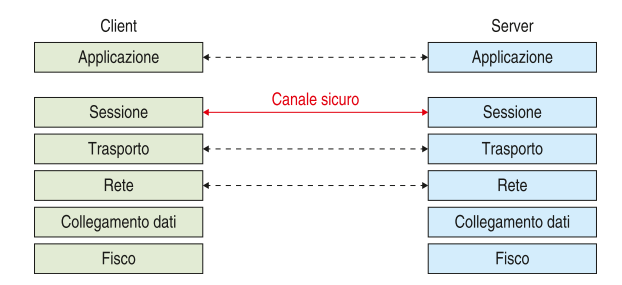 Client Server
Applicazione Applicazione
Canale sicuro
Sessione Sessione
Trasporto Trasporto
Rete Rete
Collegamento dati Collegamento dati
Fisco Fisco